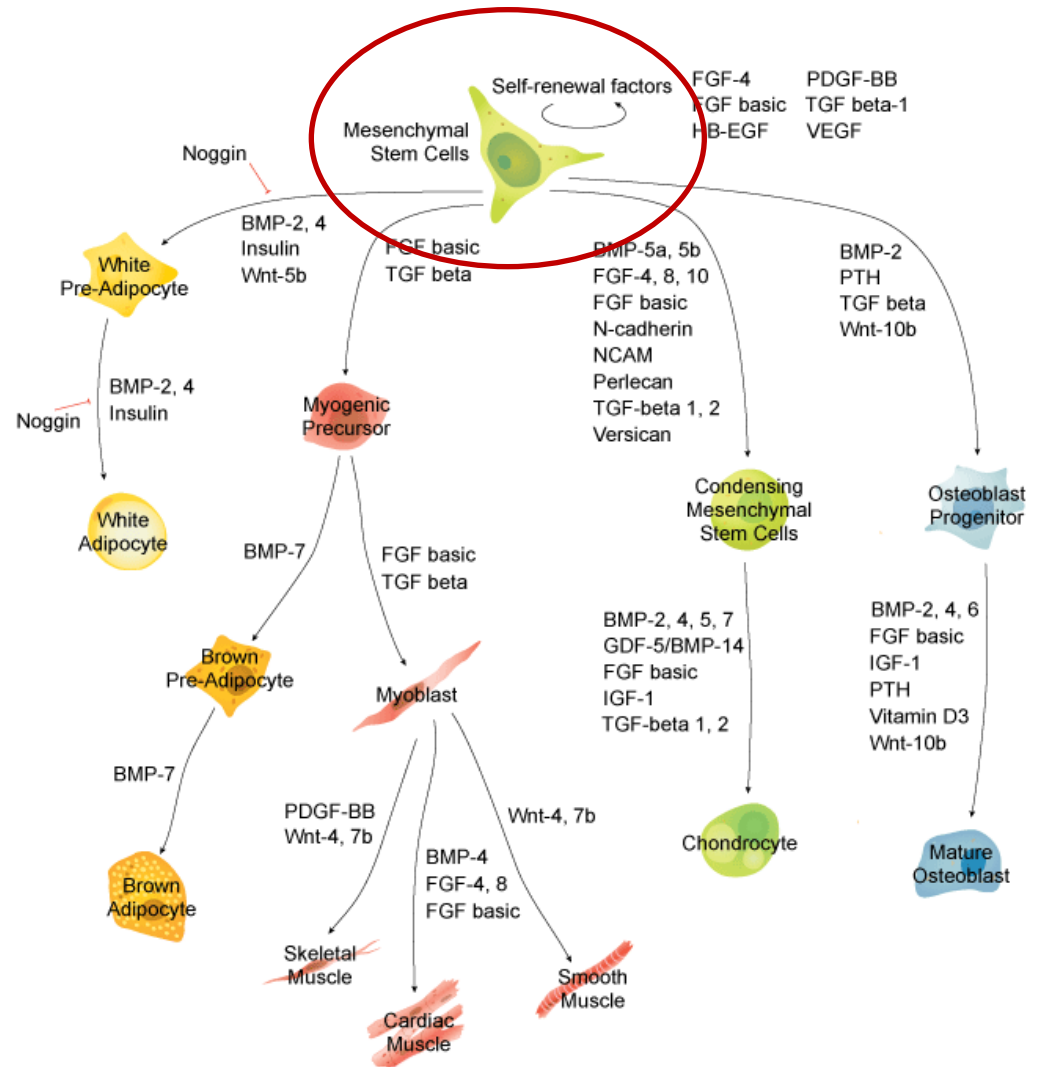 Self-renewal factors
FGF-4
FGF basic
HB-EGF
PDGF-BB
TGF beta-1
VEGF
Mesenchymal
Stem Cells
Noggin
BMP-2, 4
Insulin
Wnt-5b
FGF basic
TGF beta
BMP-5a, 5b
FGF-4, 8, 10
FGF basic
N-cadherin
NCAM
Perlecan
TGF-beta 1, 2
Versican
BMP-2
PTH
TGF beta
Wnt-10b
White
Pre-Adipocyte
Noggin
BMP-2, 4
Insulin
Myogenic
Precursor
White
Adipocyte
Condensing
Mesenchymal
Stem Cells
Osteoblast
Progenitor
BMP-7
FGF basic
TGF beta
BMP-2, 4, 5, 7
GDF-5/BMP-14
FGF basic
IGF-1
TGF-beta 1, 2
BMP-2, 4, 6
FGF basic
IGF-1
PTH
Vitamin D3
Wnt-10b
Brown
Pre-Adipocyte
Myoblast
BMP-7
PDGF-BB
Wnt-4, 7b
BMP-4
FGF-4, 8
FGF basic
Wnt-4, 7b
Chondrocyte
Mature
Osteoblast
Brown
Adipocyte
Skeletal
Muscle
Cardiac
Muscle
Smooth
Muscle